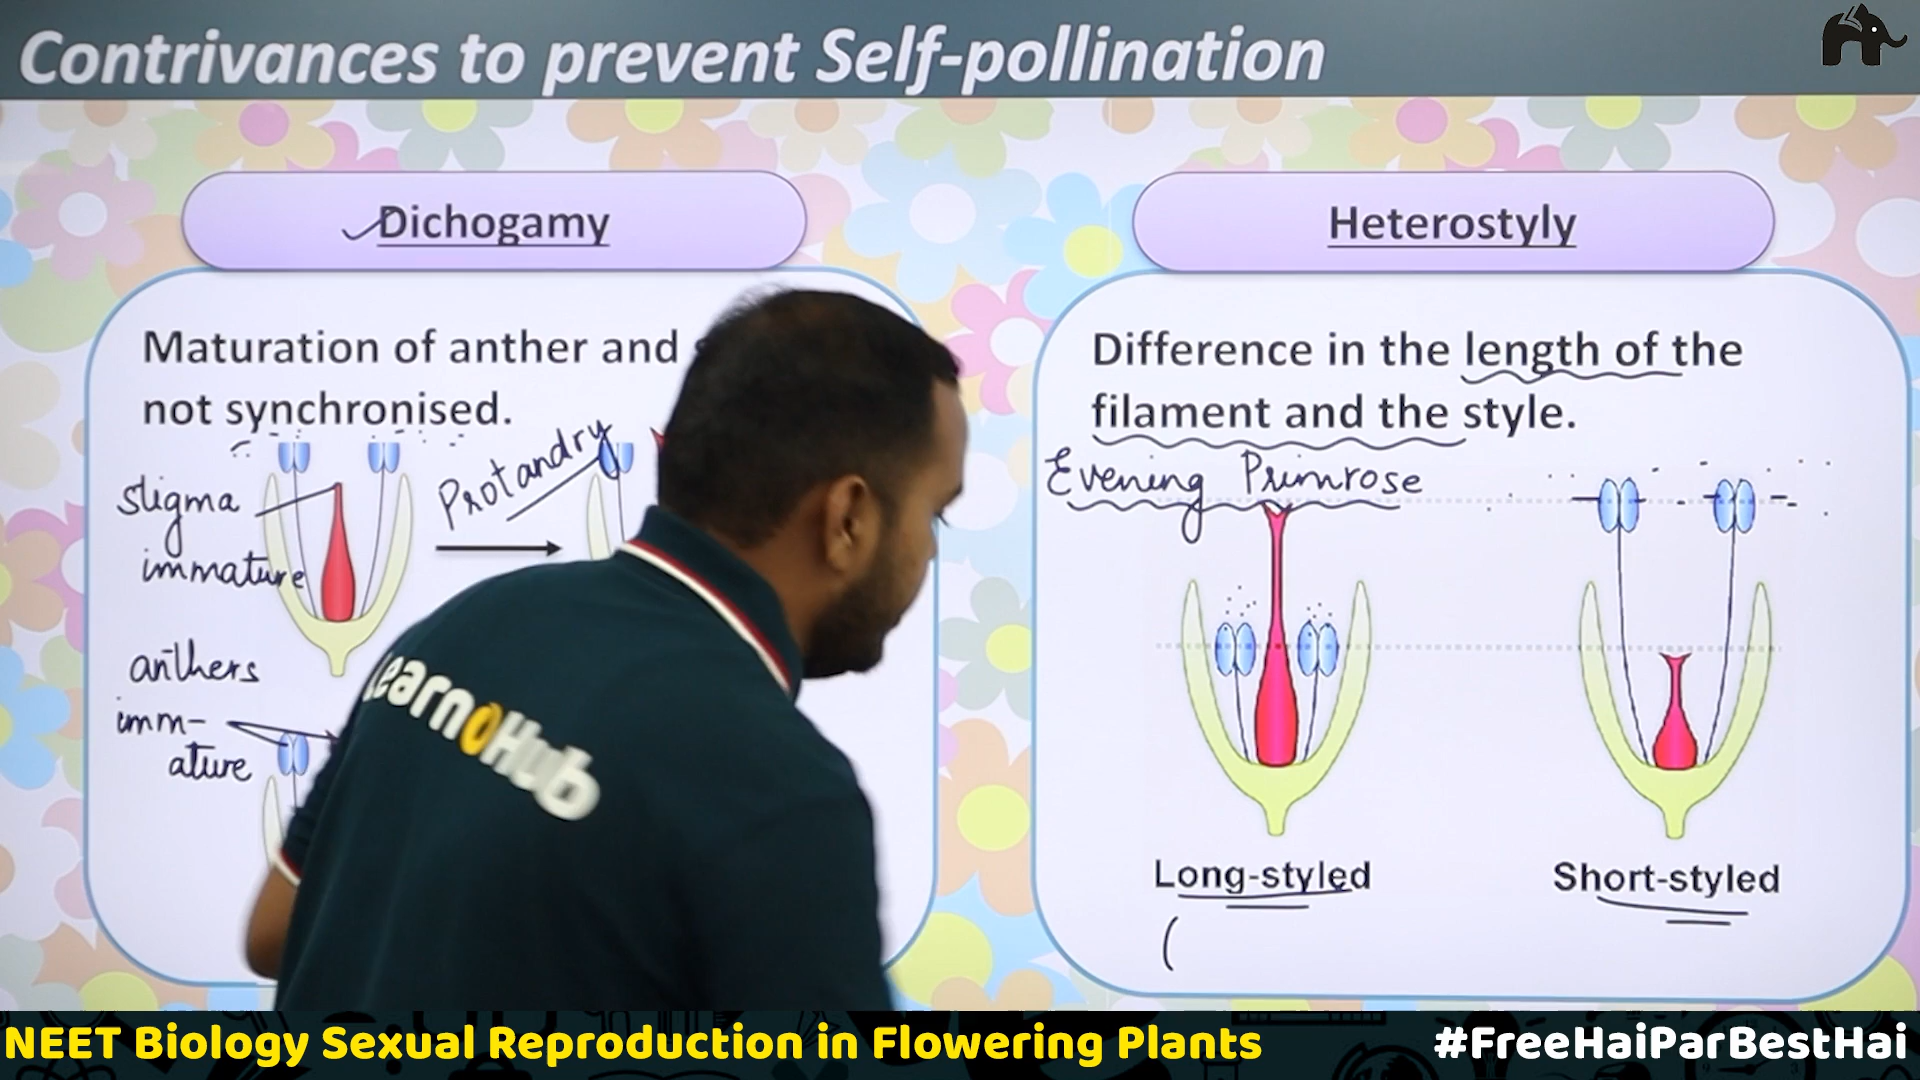 Contrivances to prevent Self-pollination
Dichogamy
Maturation of anther and
not synchronised.
Protandry
stigma
immature
anthers
imm-
ature
Heterostyly
Difference in the length of the
filament and the style.
Evening Primrose
Long-styled
Short-styled
(
LearnOHub
NEET Biology Sexual Reproduction in Flowering Plants
#FreeHaiParBestHai